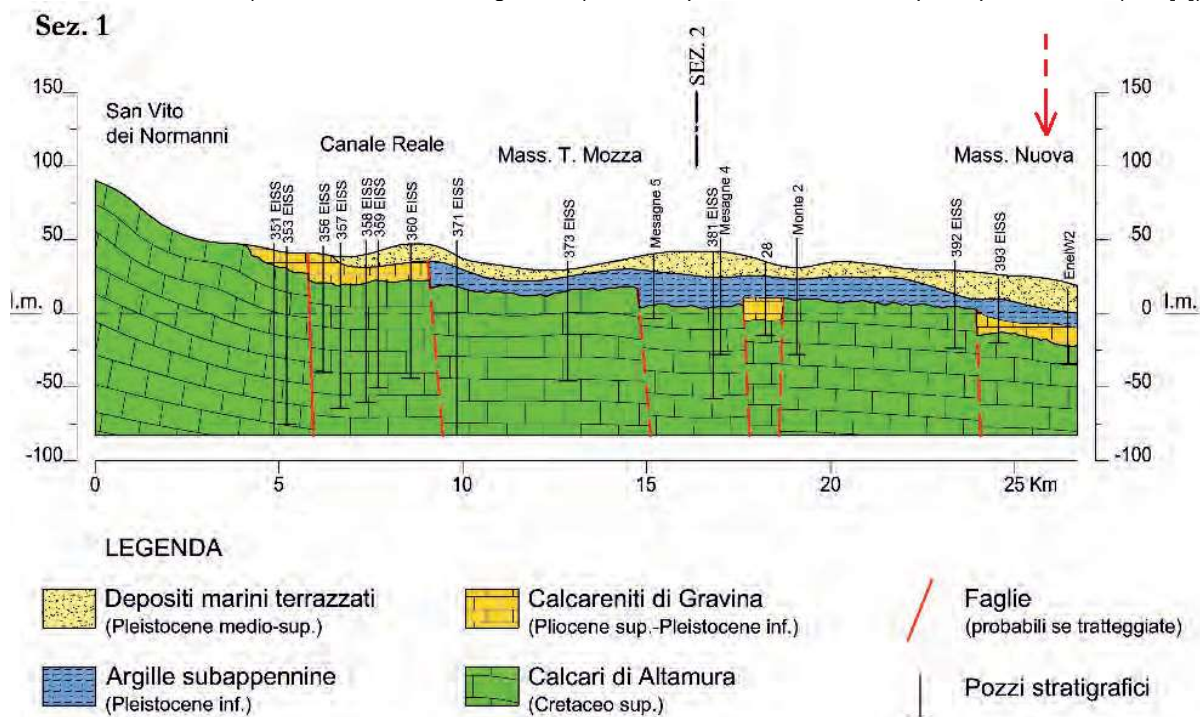 Sez. 1
SEZ. 2
150
100
50
l.m.
0
-50
-100
150
100
50
0
l.m.
-50
-100
San Vito
dei Normanni
Canale Reale
Mass. T. Mozza
Mass. Nuova
351 EISS
353 EISS
356 EISS
357 EISS
358 EISS
359 EISS
360 EISS
371 EISS
373 EISS
Mesagne 5
381 EISS
Mesagne 4
28
Monte 2
392 EISS
393 EISS
EnelW2
0
5
10
15
20
25 Km
LEGENDA
Depositi marini terrazzati
(Pleistocene medio-sup.)
Calcareniti di Gravina
(Pliocene sup.-Pleistocene inf.)
Faglie
(probabili se tratteggiate)
Argille subappennine
(Pleistocene inf.)
Calcari di Altamura
(Cretaceo sup.)
Pozzi stratigrafici